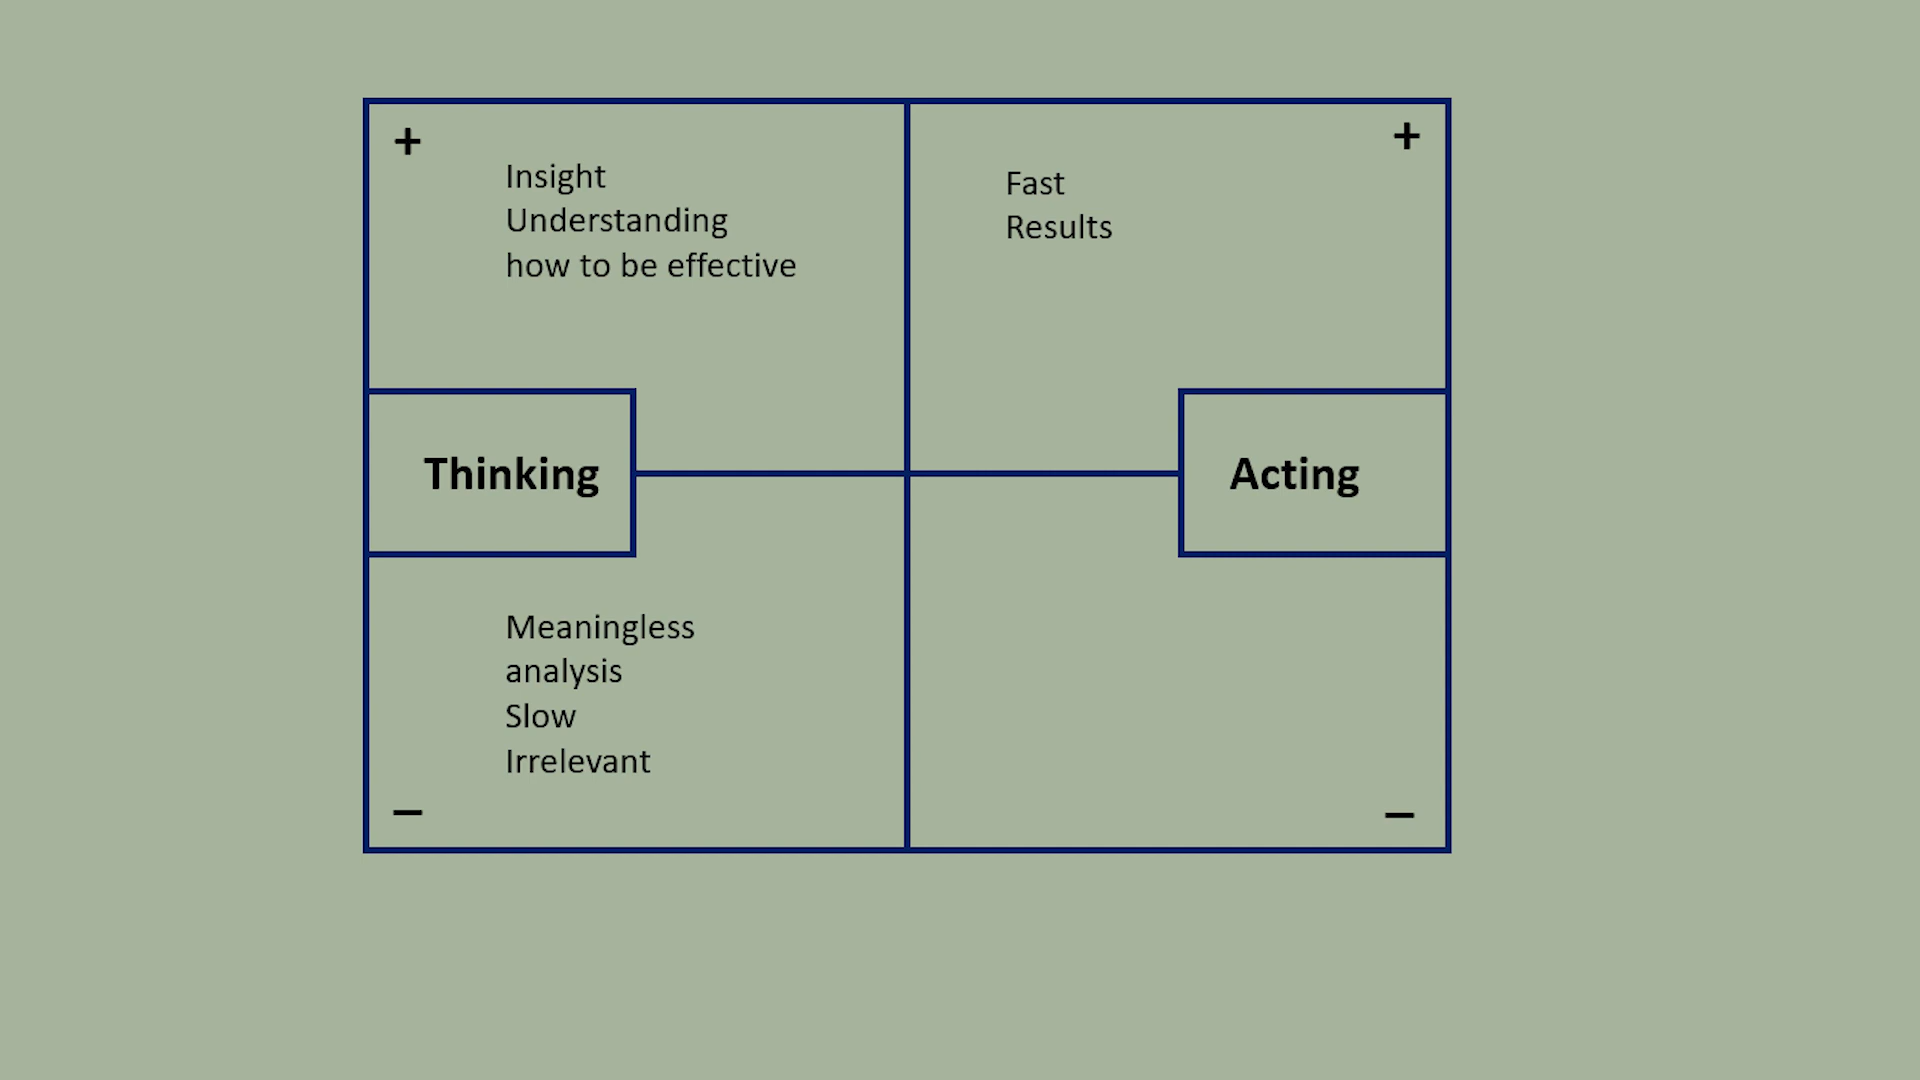 +
Insight
Understanding
how to be effective
+
Fast
Results
Thinking
Acting
Meaningless
analysis
Slow
Irrelevant
–
–